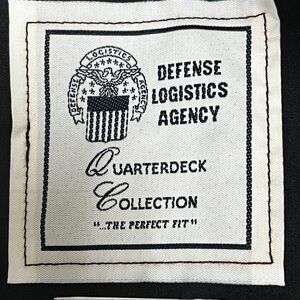 DEFENSE LOGISTICS AGENCY
DEFENSE
LOGISTICS
AGENCY
Quarterdeck
Collection
"...THE PERFECT FIT"